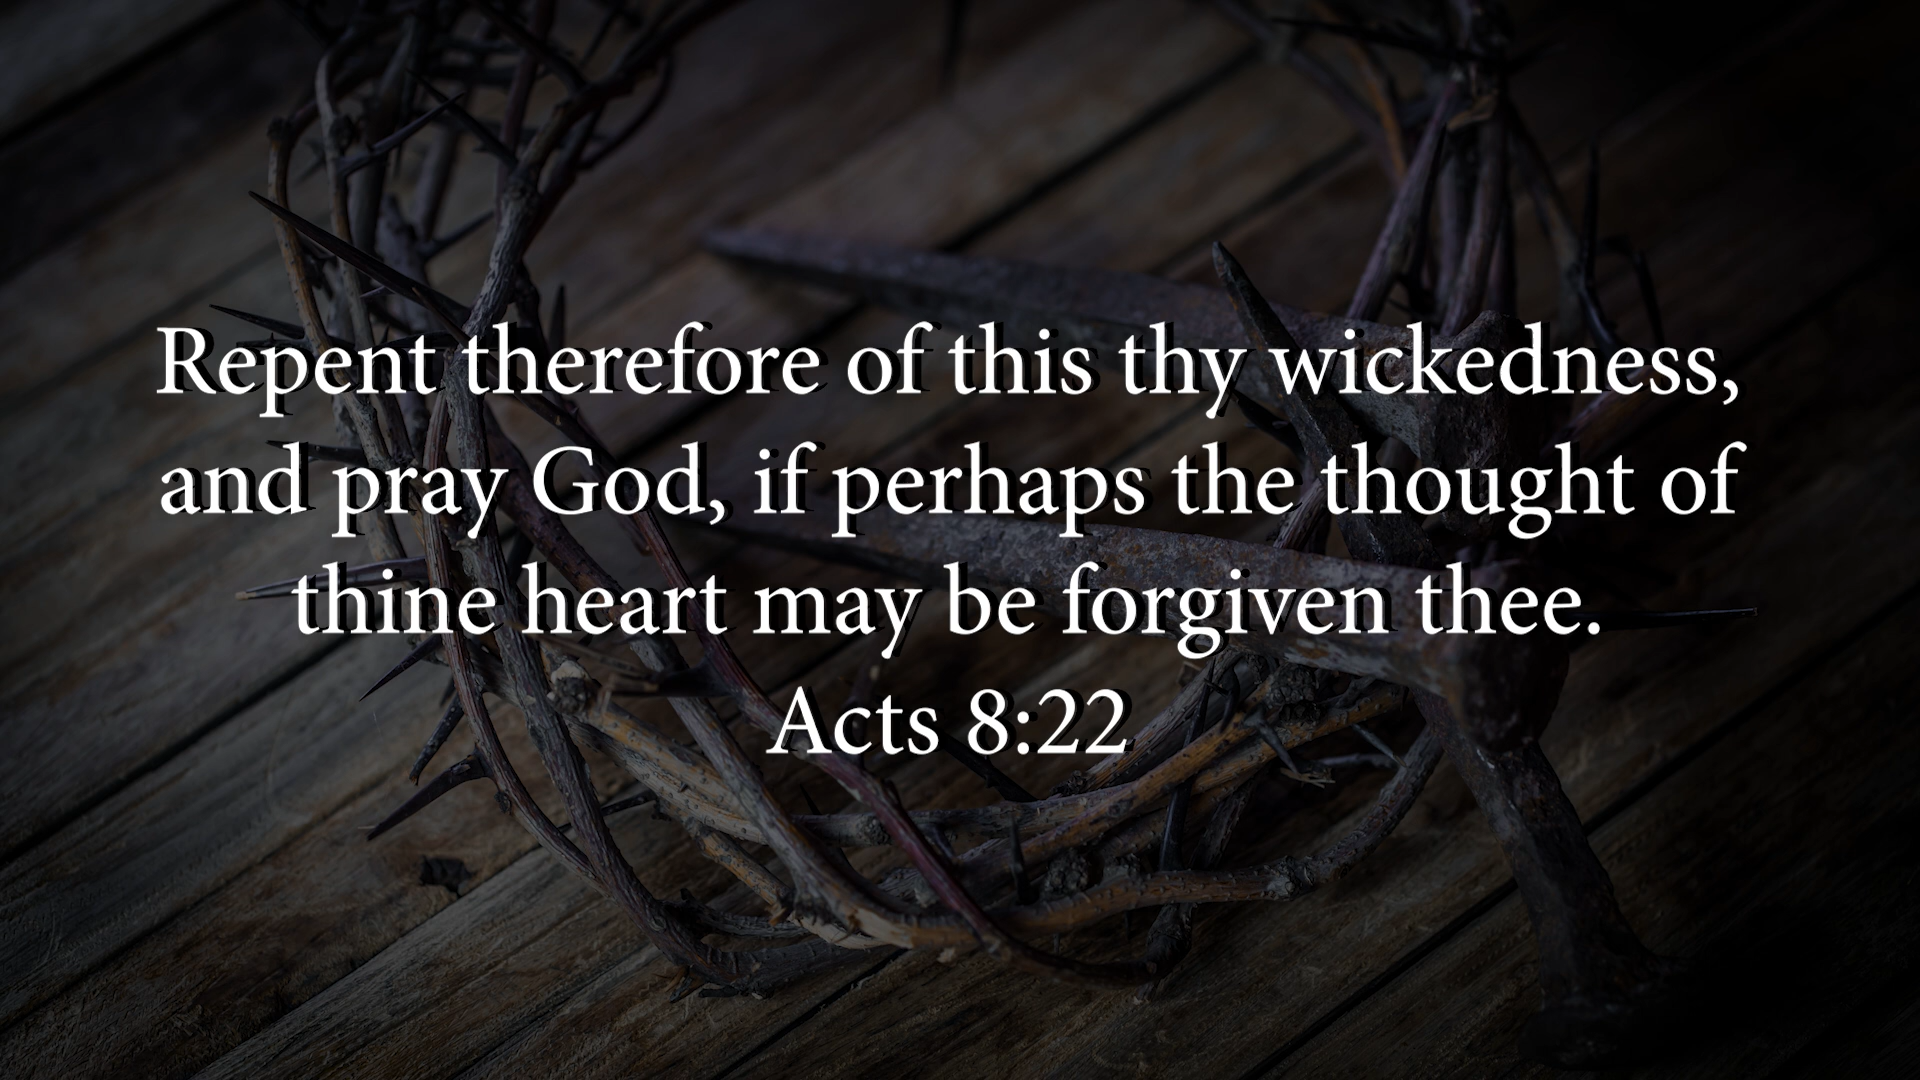 Repent therefore of this thy wickedness,
and pray God, if perhaps the thought of
thine heart may be forgiven thee.
Acts 8:22